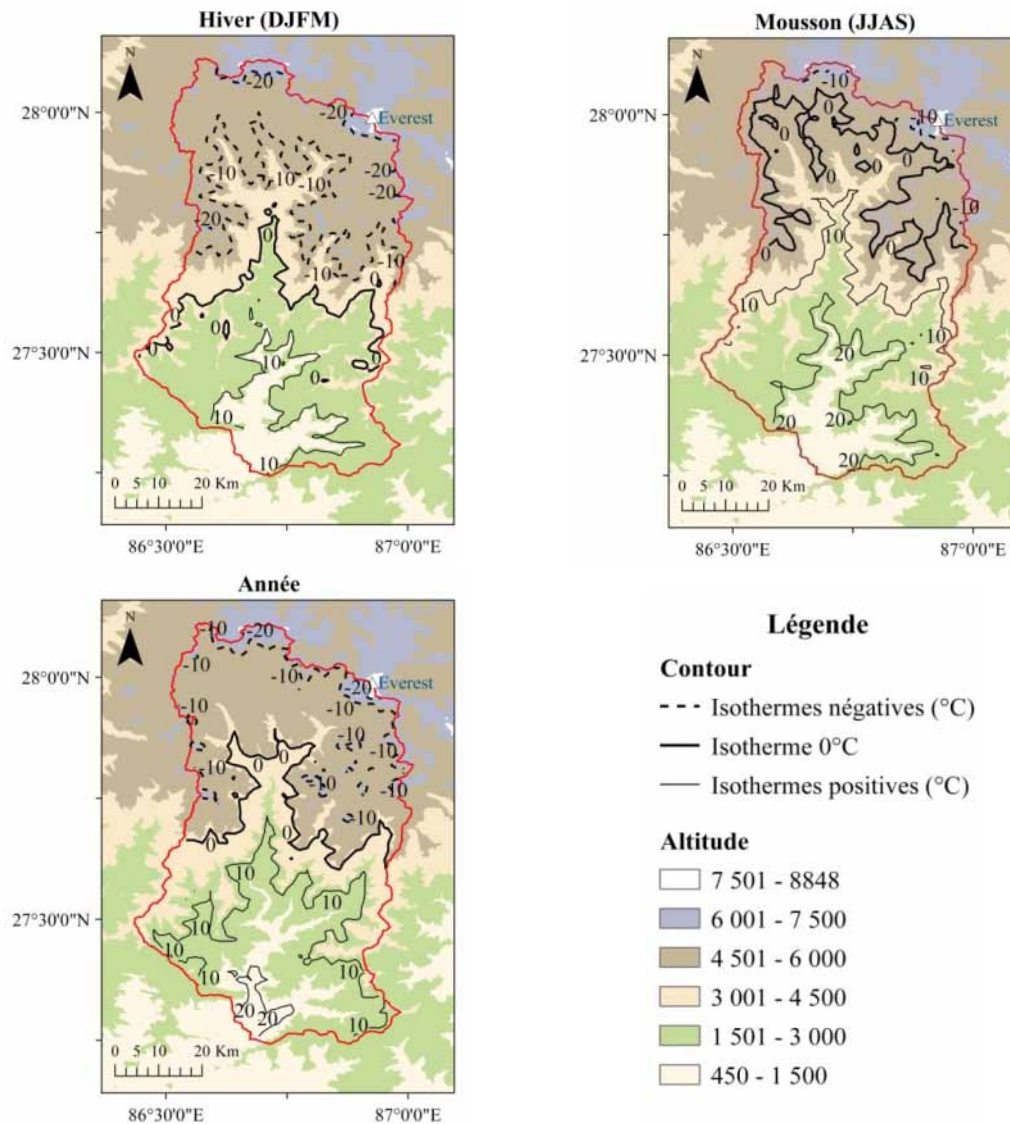 Hiver (DJFM)
N
28°0'0"N
27°30'0"N
-20
-20
Everest
-20
-20
-10
-10
-10
-20
0
-10
-10
0
0
0
0
0
0
10
10
10
0 5 10 20 Km
86°30'0"E 87°0'0"E
Mousson (JJAS)
N
28°0'0"N
27°30'0"N
-10
0
-10
Everest
0
0
0
0
-10
10
0
0
10
10
10
20
20
20
20
0 5 10 20 Km
86°30'0"E 87°0'0"E
Année
N
28°0'0"N
27°30'0"N
-10
-20
-10
-10
-20
Everest
-10
-10
-10
-10
0
0
-10
-10
-10
-10
0
0
10
10
10
10
10
10
20
20
10
0 5 10 20 Km
86°30'0"E 87°0'0"E
Légende
Contour
Isothermes négatives (°C)
Isotherme 0°C
Isothermes positives (°C)
Altitude
7 501 - 8848
6 001 - 7 500
4 501 - 6 000
3 001 - 4 500
1 501 - 3 000
450 - 1 500